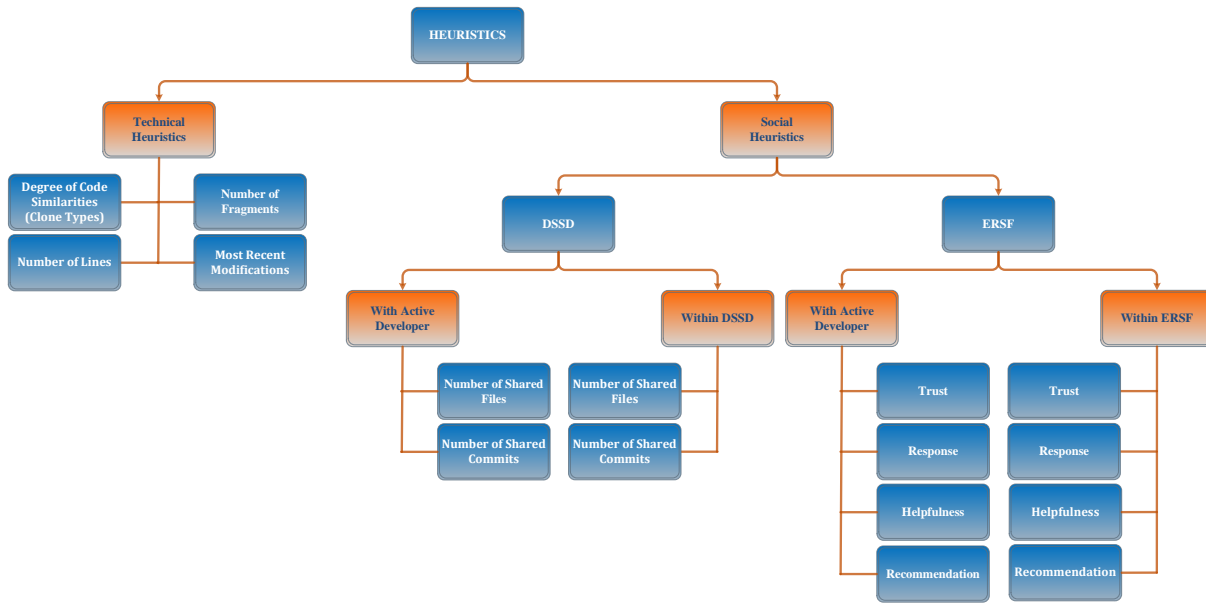 HEURISTICS
Technical
Heuristics
Social
Heuristics
Degree of Code
Similarities
(Clone Types)
Number of
Fragments
Number of Lines
Most Recent
Modifications
DSSD
ERSF
With Active
Developer
Within DSSD
With Active
Developer
Within ERSF
Number of Shared
Files
Number of Shared
Files
Number of Shared
Commits
Number of Shared
Commits
Trust
Trust
Response
Response
Helpfulness
Helpfulness
Recommendation
Recommendation